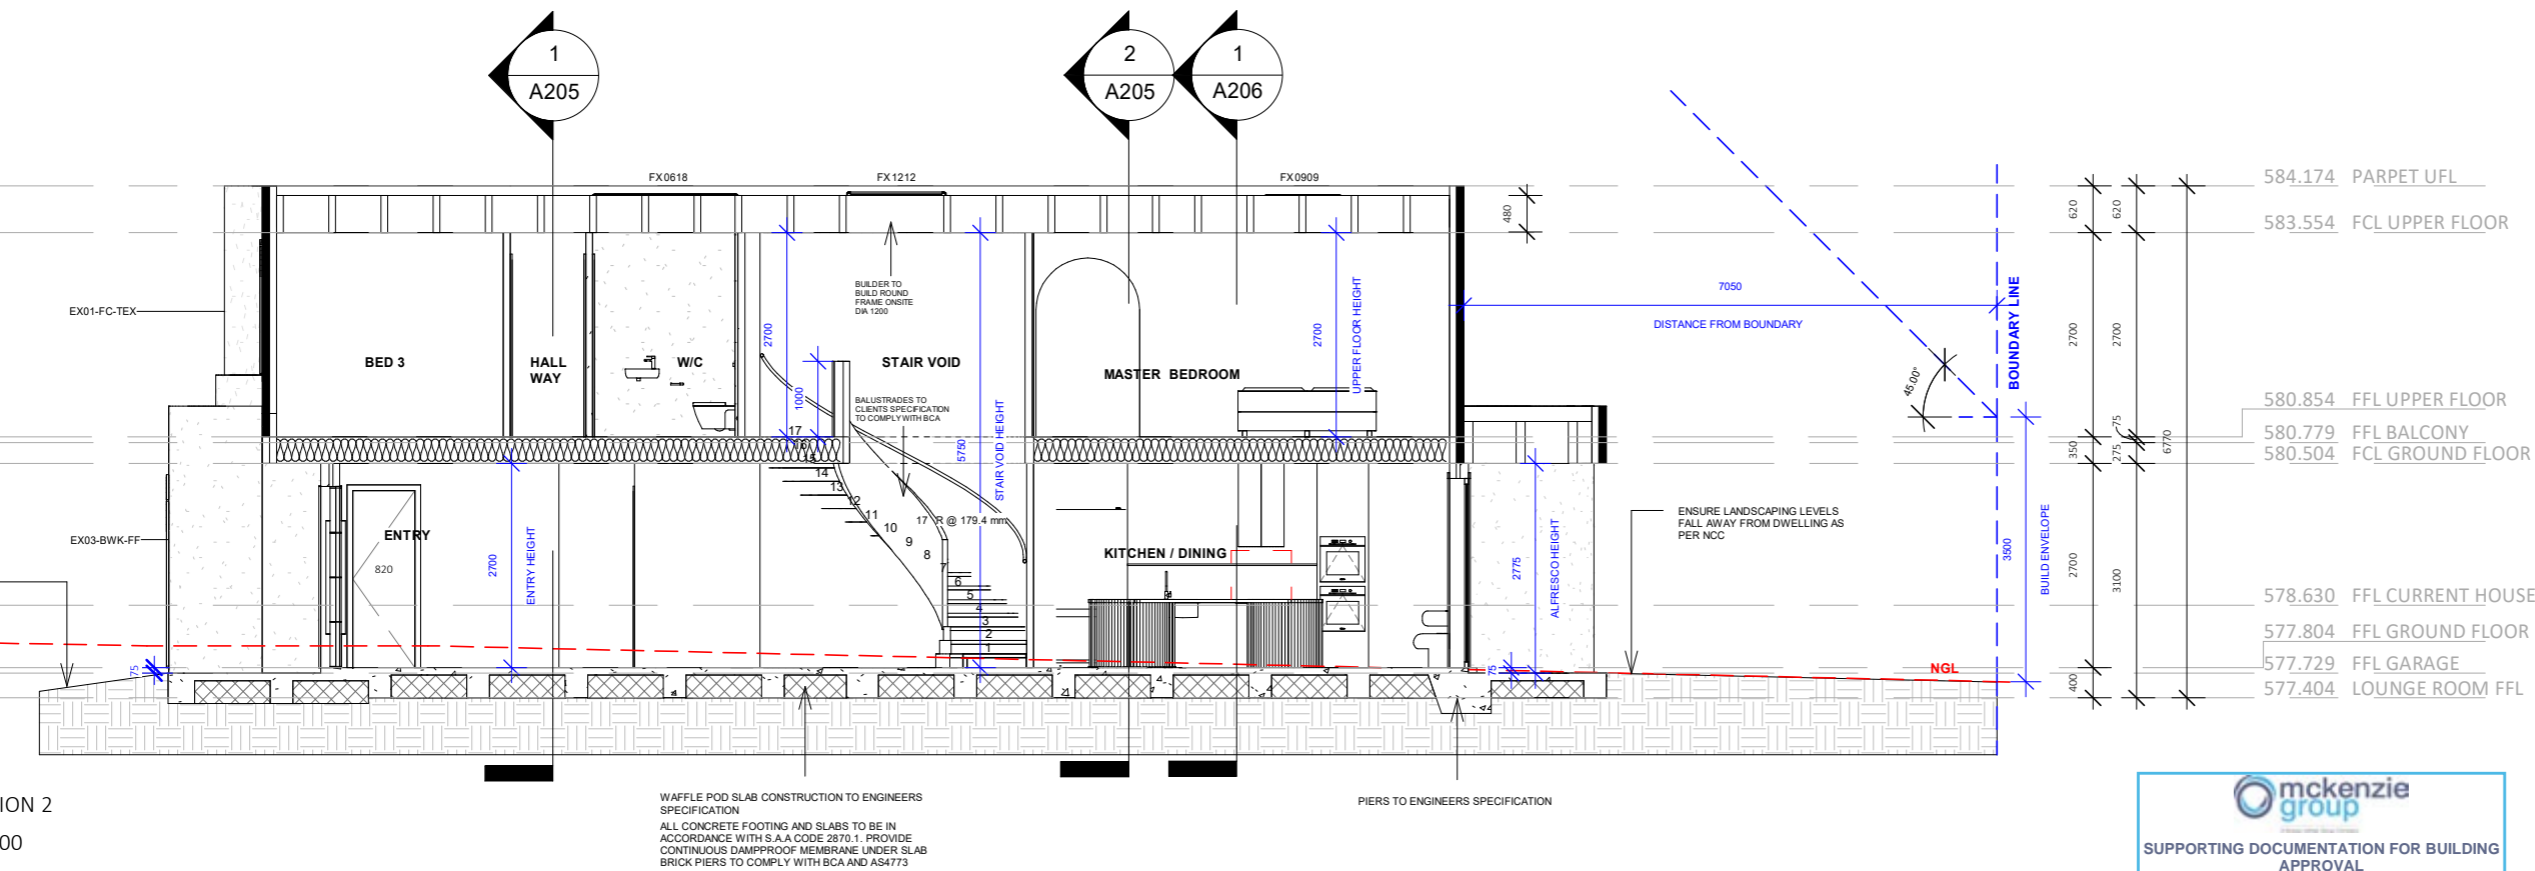 1
A205
2
A205
1
A206
FX0618
FX1212
FX0909
584.174 PARPET UFL
583.554 FCL UPPER FLOOR
580.854 FFL UPPER FLOOR
580.779 FFL BALCONY
580.504 FCL GROUND FLOOR
578.630 FFL CURRENT HOUSE
577.804 FFL GROUND FLOOR
577.729 FFL GARAGE
577.404 LOUNGE ROOM FFL
480
620
620
2700
2700
75
350
275
6770
2700
3100
400
7050
DISTANCE FROM BOUNDARY
BOUNDARY LINE
45.00°
3500
BUILD ENVELOPE
EX01-FC-TEX
EX03-BWK-FF
BED 3
HALL
WAY
W/C
STAIR VOID
MASTER BEDROOM
BUILDER TO
BUILD ROUND
FRAME ONSITE
DIA 1200
BALUSTRADES TO
CLIENTS SPECIFICATION
TO COMPLY WITH BCA
2700
1000
5750
STAIR VOID HEIGHT
2700
UPPER FLOOR HEIGHT
17
16
15
14
13
12
11
10
9
8
7
6
5
4
3
2
1
17 R @ 179.4 mm
ENTRY
820
2700
ENTRY HEIGHT
KITCHEN / DINING
2775
ALFRESCO HEIGHT
75
75
ENSURE LANDSCAPING LEVELS
FALL AWAY FROM DWELLING AS
PER NCC
NGL
ION 2
00
WAFFLE POD SLAB CONSTRUCTION TO ENGINEERS
SPECIFICATION
ALL CONCRETE FOOTING AND SLABS TO BE IN
ACCORDANCE WITH S.A.A CODE 2870.1. PROVIDE
CONTINUOUS DAMPPROOF MEMBRANE UNDER SLAB
BRICK PIERS TO COMPLY WITH BCA AND AS4773
PIERS TO ENGINEERS SPECIFICATION
mckenzie
group
SUPPORTING DOCUMENTATION FOR BUILDING
APPROVAL